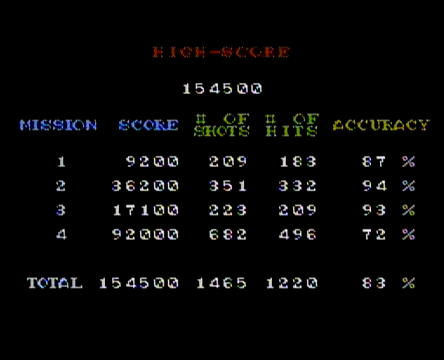 HIGH-SCORE
154500
MISSION SCORE # OF SHOTS # OF HITS ACCURACY
1 9200 209 183 87 %
2 36200 351 332 94 %
3 17100 223 209 93 %
4 92000 682 496 72 %
TOTAL 154500 1465 1220 83 %